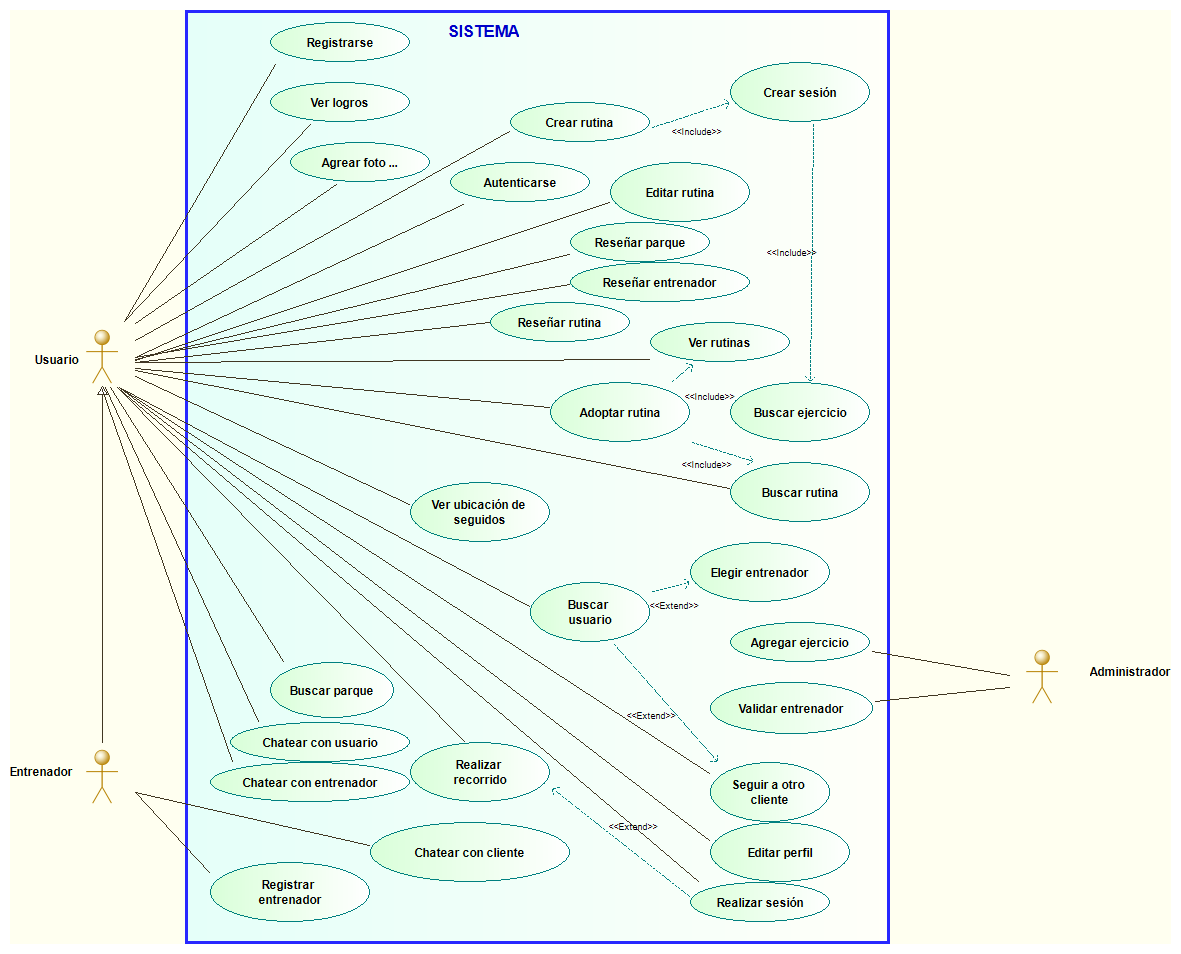 SISTEMA
Registrarse
Ver logros
Crear sesión
Crear rutina
<<Include>>
Agrear foto ...
Autenticarse
Editar rutina
Reseñar parque
<<Include>>
Reseñar entrenador
Reseñar rutina
Ver rutinas
Usuario
<<Include>>
Adoptar rutina
Buscar ejercicio
<<Include>>
Buscar rutina
Ver ubicación de
seguidos
Elegir entrenador
Buscar
usuario
<<Extend>>
Agregar ejercicio
Administrador
Buscar parque
Validar entrenador
<<Extend>>
Chatear con usuario
Entrenador
Realizar
recorrido
Chatear con entrenador
Seguir a otro
cliente
<<Extend>>
Chatear con cliente
Editar perfil
Registrar
entrenador
Realizar sesión